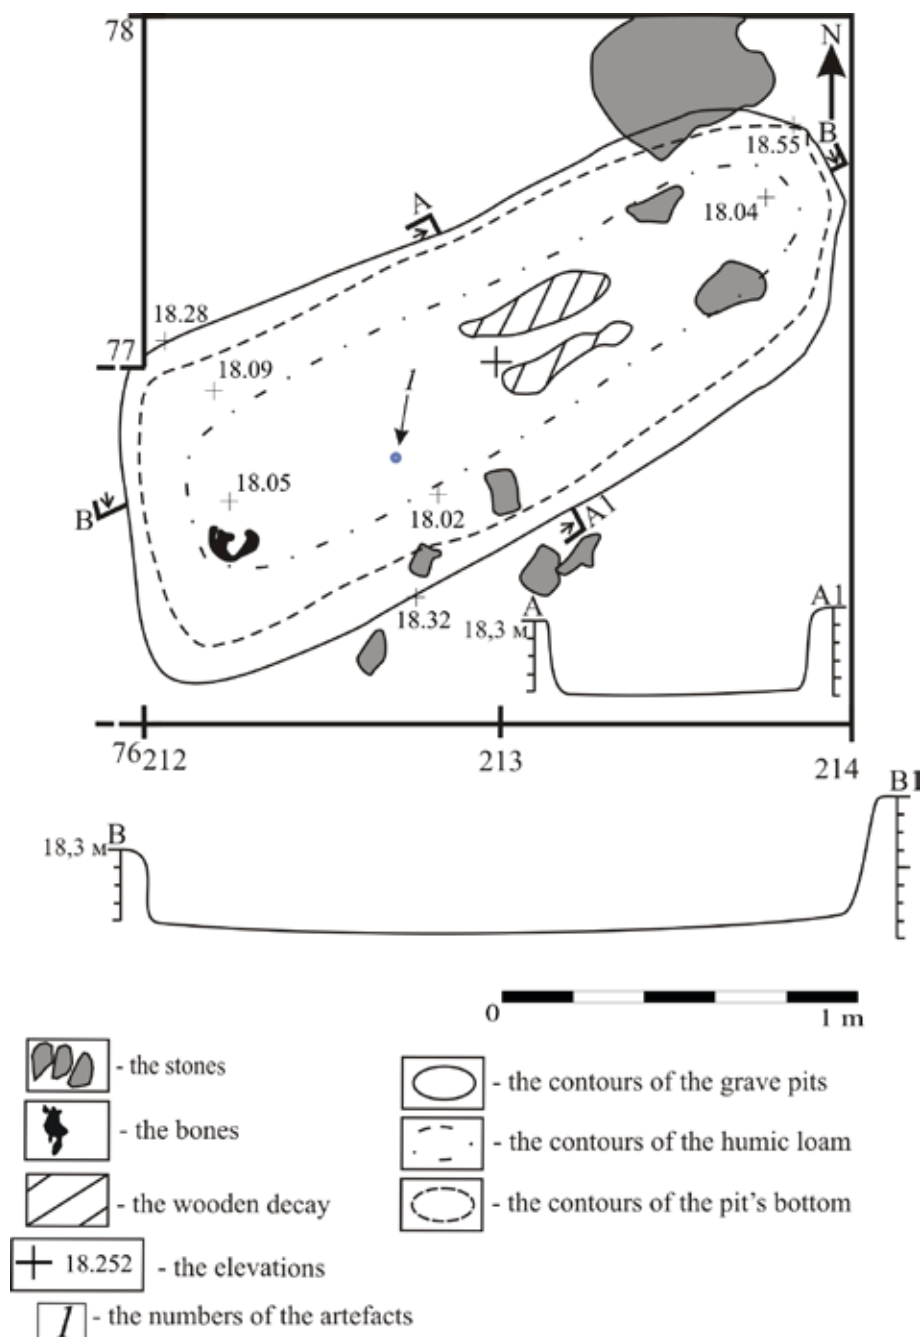 78
N
B
18.55
A
18.04
18.28
77
18.09
1
18.05
B
18.02
A1
18.32
18,3 м
A
A1
76
212
213
214
B1
18,3 м
B
0
1 m
- the stones
- the contours of the grave pits
- the bones
- the contours of the humic loam
- the wooden decay
- the contours of the pit's bottom
18.252 - the elevations
1 - the numbers of the artefacts